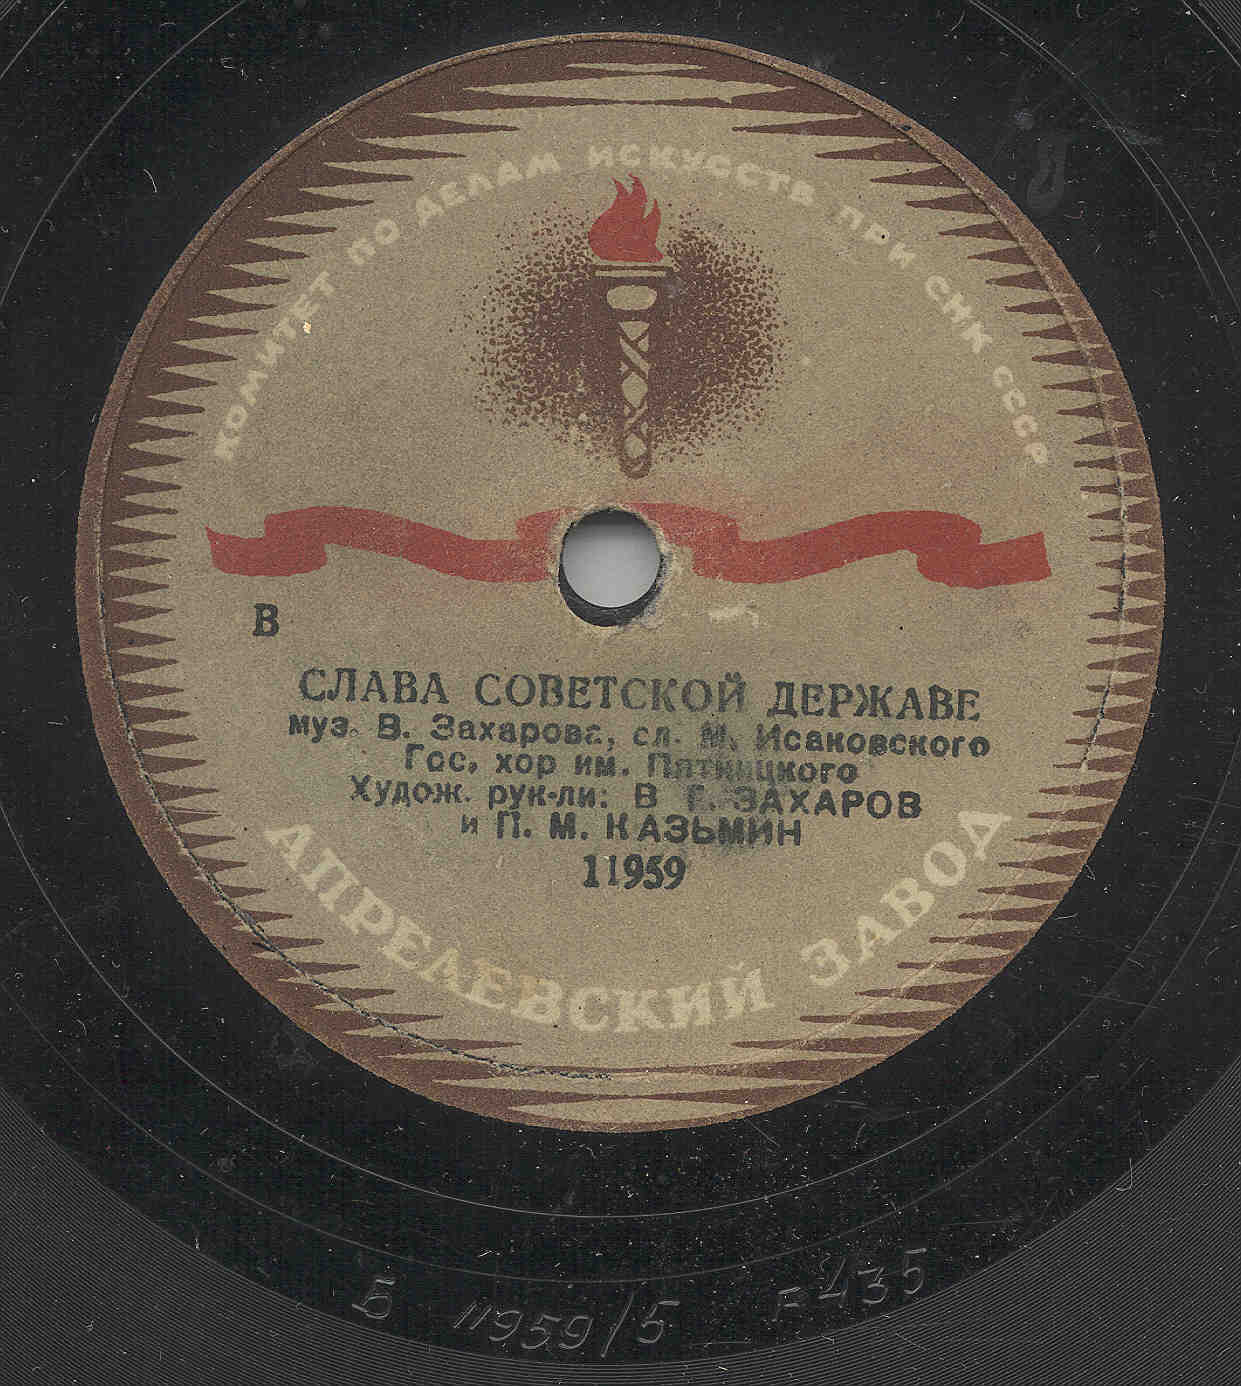 КОМИТЕТ ПО ДЕЛАМ ИСКУССТВ ПРИ СНК СССР
В
СЛАВА СОВЕТСКОЙ ДЕРЖАВЕ
муз. В. Захарова, сл. М. Исаковского
Гос. хор им. Пятницкого
Худож. рук-ли: В Г. ЗАХАРОВ
и П. М. КАЗЬМИН
11959
АПРЕЛЕВСКИЙ ЗАВОД
Б 11959/5 F435